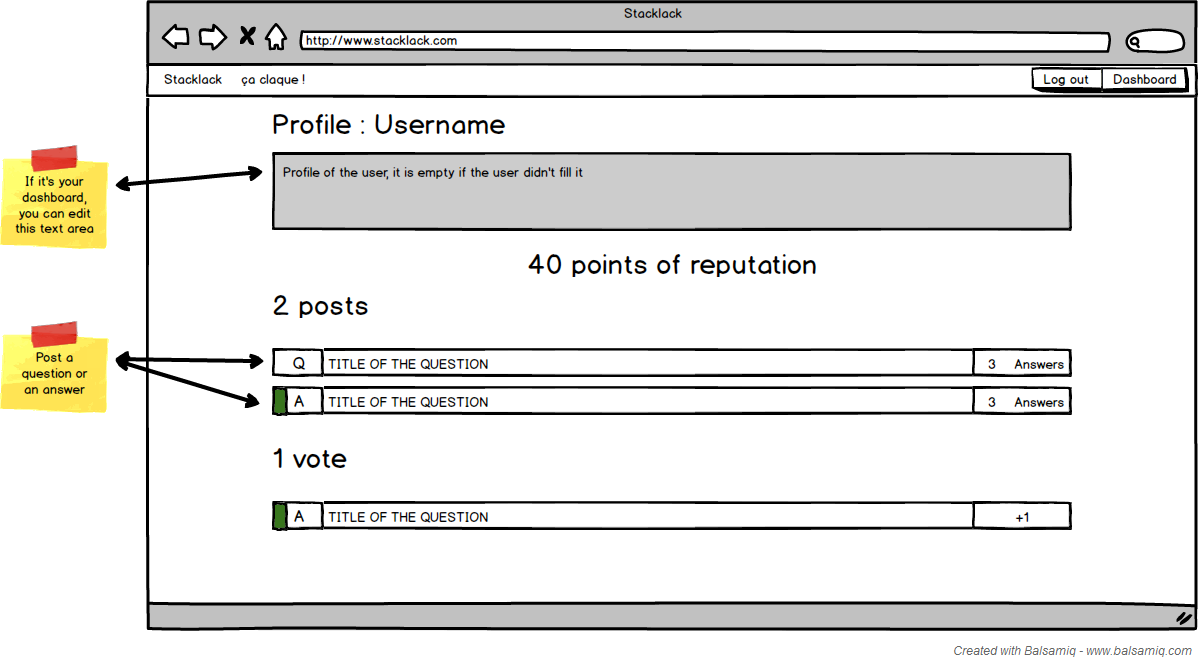 Stacklack
http://www.stacklack.com
Stacklack ça claque ! Log out Dashboard
Profile : Username
Profile of the user, it is empty if the user didn't fill it
If it's your
dashboard,
you can edit
this text area
40 points of reputation
2 posts
Post a
question or
an answer
Q TITLE OF THE QUESTION 3 Answers
A TITLE OF THE QUESTION 3 Answers
1 vote
A TITLE OF THE QUESTION +1
Created with Balsamiq - www.balsamiq.com